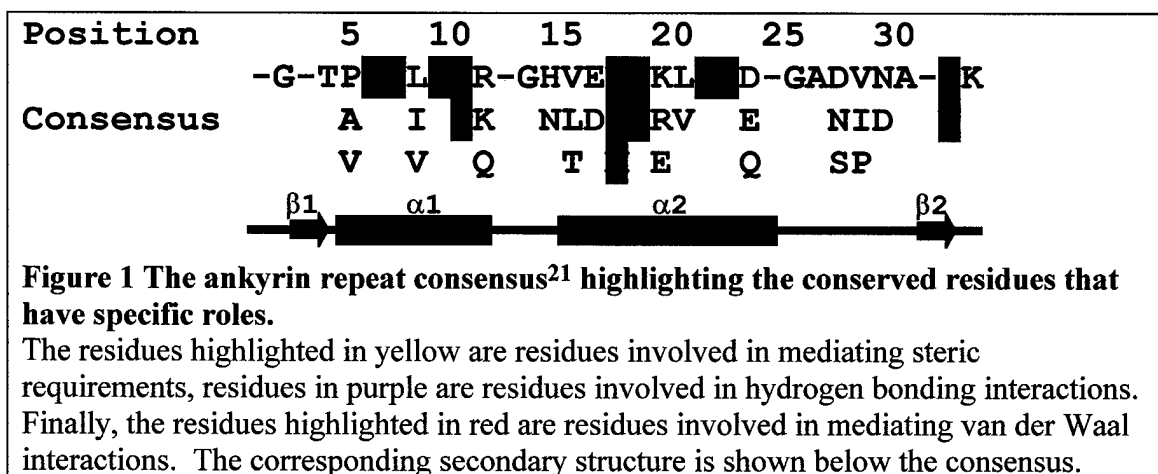 Position 5 10 15 20 25 30
-G-TP L R-GHVE KL D-GADVNA- K
Consensus A I K NLD RV E NID
V V Q T E Q SP
β1 α1 α2 β2
Figure 1 The ankyrin repeat consensus21 highlighting the conserved residues that
have specific roles.
The residues highlighted in yellow are residues involved in mediating steric
requirements, residues in purple are residues involved in hydrogen bonding interactions.
Finally, the residues highlighted in red are residues involved in mediating van der Waal
interactions. The corresponding secondary structure is shown below the consensus.